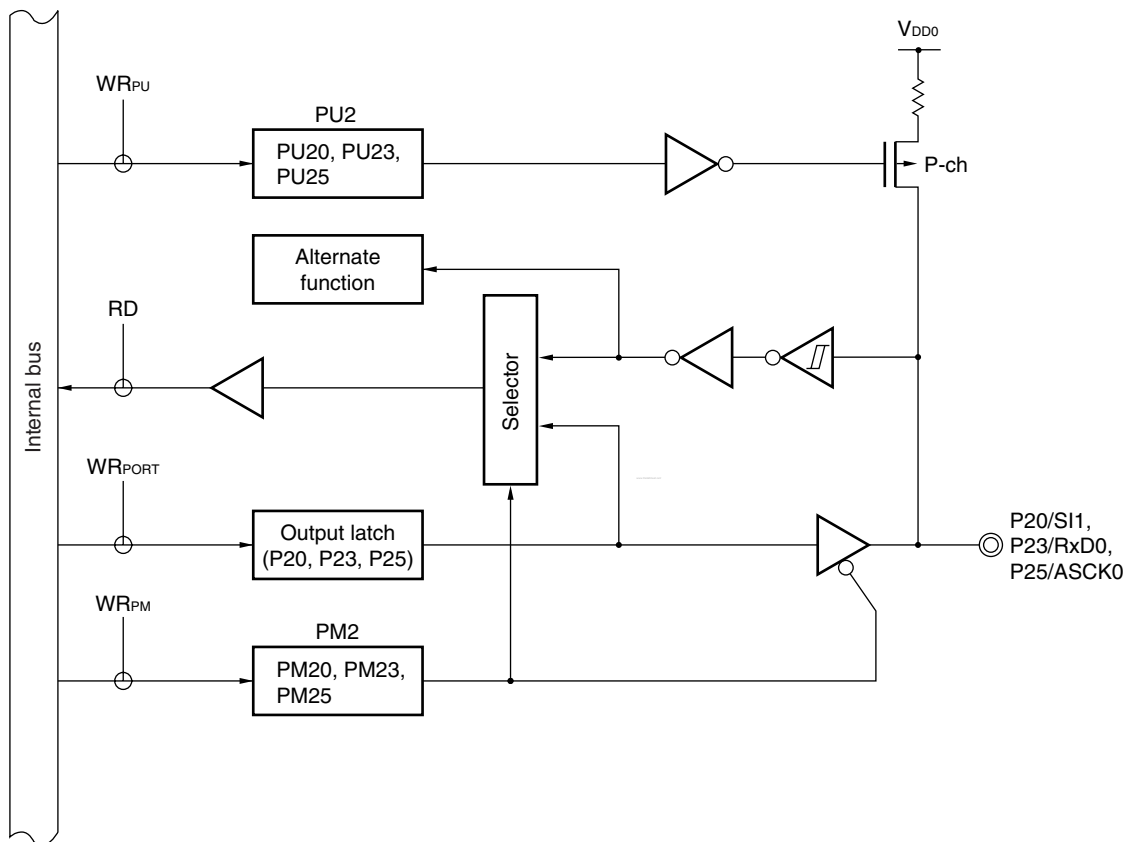 VDD0
WRPU
PU2
PU20, PU23,
PU25
P-ch
Alternate
function
RD
Selector
Internal bus
WRPORT
Output latch
(P20, P23, P25)
P20/SI1,
P23/RxD0,
P25/ASCK0
WRPM
PM2
PM20, PM23,
PM25